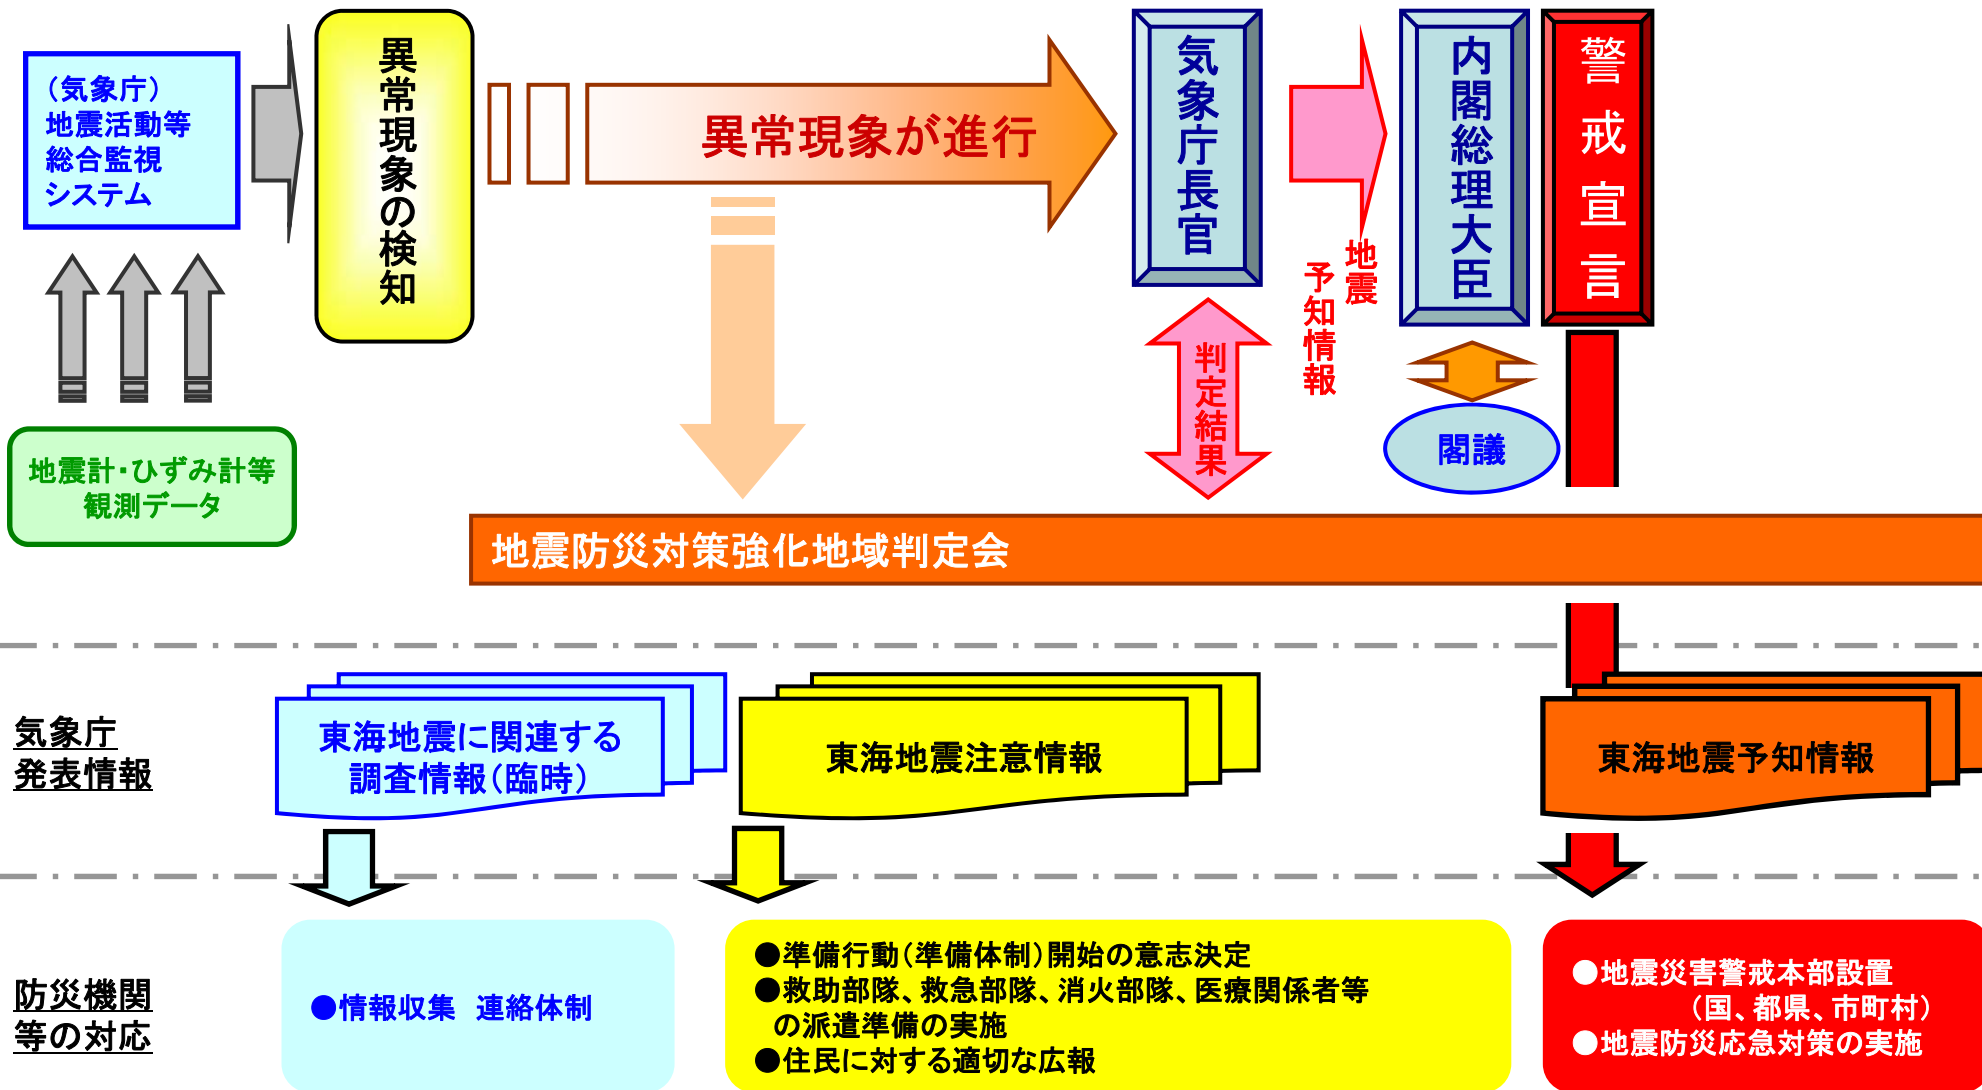 （気象庁）
地震活動等
総合監視
システム
異常現象の検知
異常現象が進行
気象庁長官
地震
予知情報
内閣総理大臣
警戒宣言
判定結果
閣議
地震計・ひずみ計等
観測データ
地震防災対策強化地域判定会
気象庁
発表情報
東海地震に関連する
調査情報（臨時）
東海地震注意情報
東海地震予知情報
防災機関
等の対応
●情報収集　連絡体制
●準備行動（準備体制）開始の意志決定
●救助部隊、救急部隊、消火部隊、医療関係者等
の派遣準備の実施
●住民に対する適切な広報
●地震災害警戒本部設置
（国、都県、市町村）
●地震防災応急対策の実施